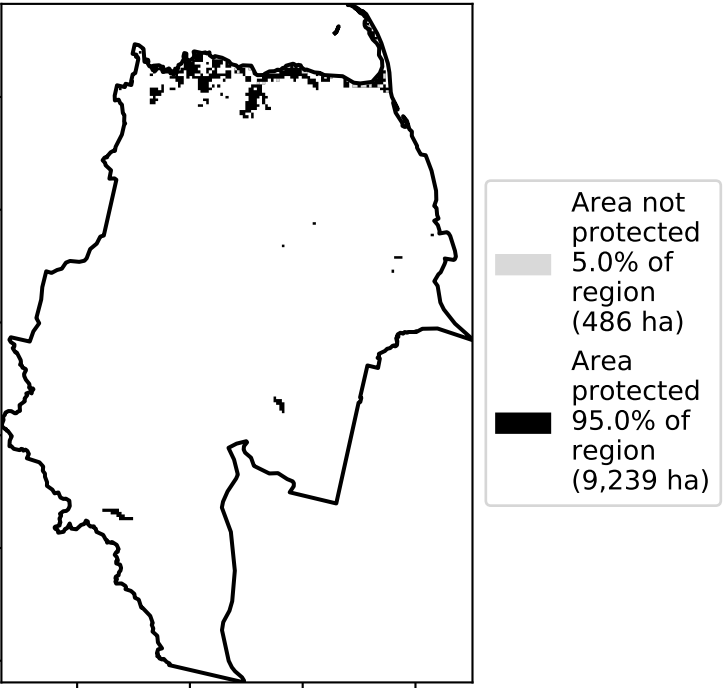 Area not
protected
5.0% of
region
(486 ha)
Area
protected
95.0% of
region
(9,239 ha)